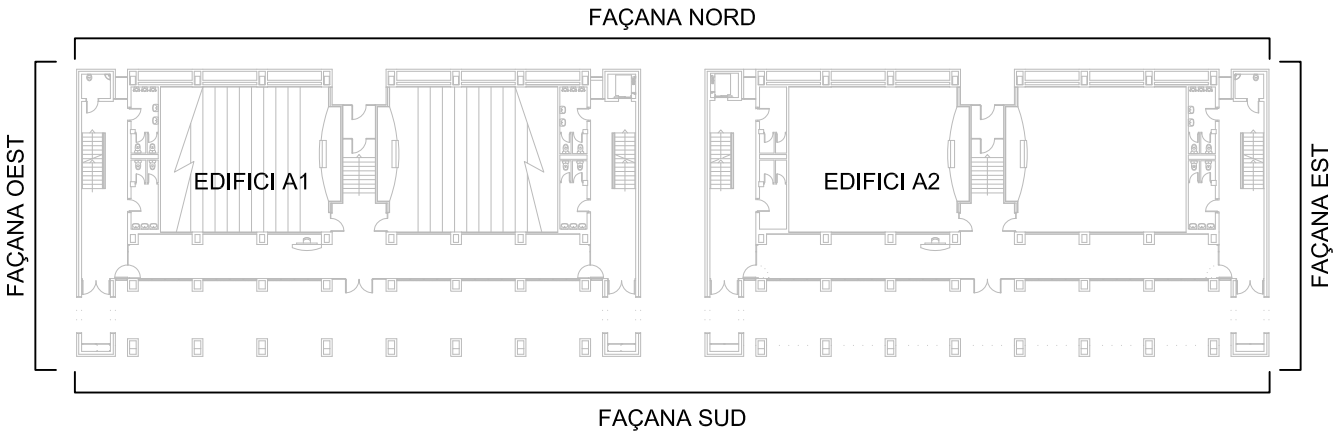 FAÇANA NORD
FAÇANA OEST
EDIFICI A1
EDIFICI A2
FAÇANA EST
FAÇANA SUD